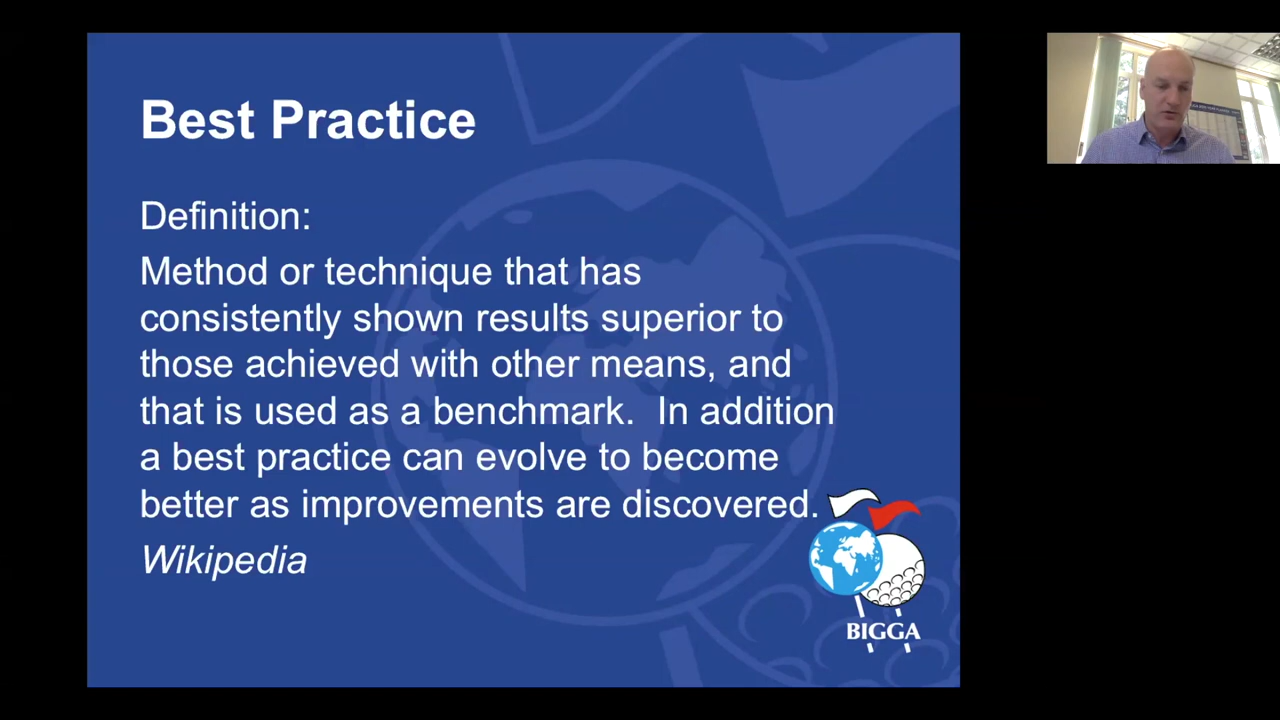 Best Practice
Definition:
Method or technique that has
consistently shown results superior to
those achieved with other means, and
that is used as a benchmark.  In addition
a best practice can evolve to become
better as improvements are discovered.
Wikipedia
BIGGA